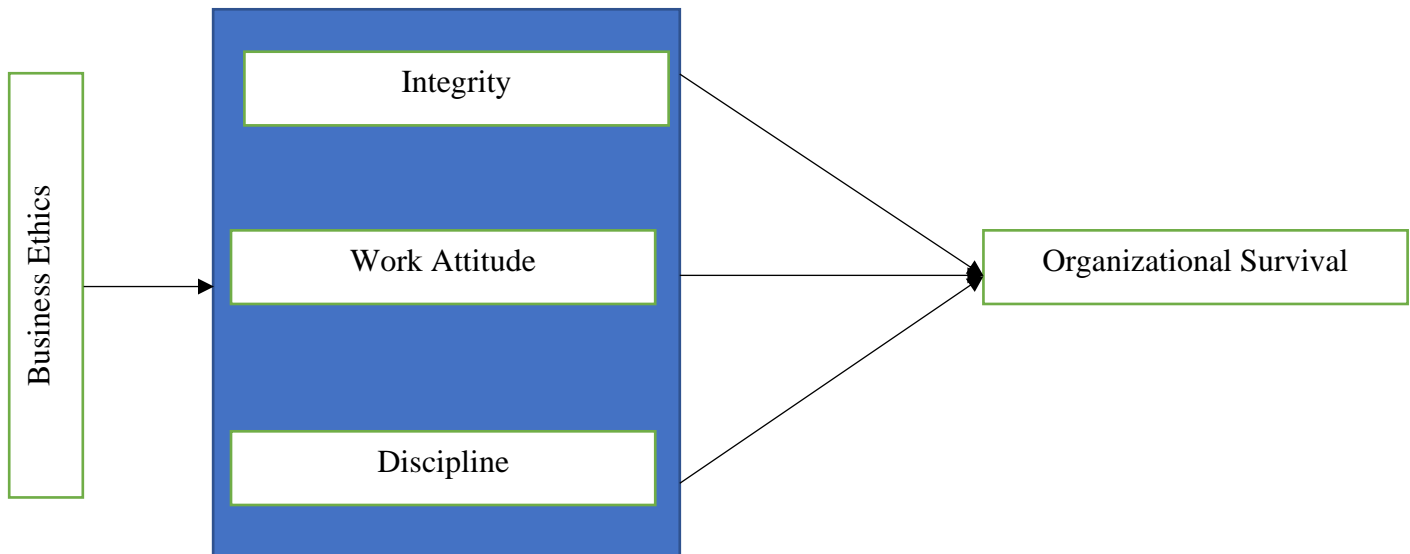 Business Ethics
Integrity
Work Attitude
Discipline
Organizational Survival